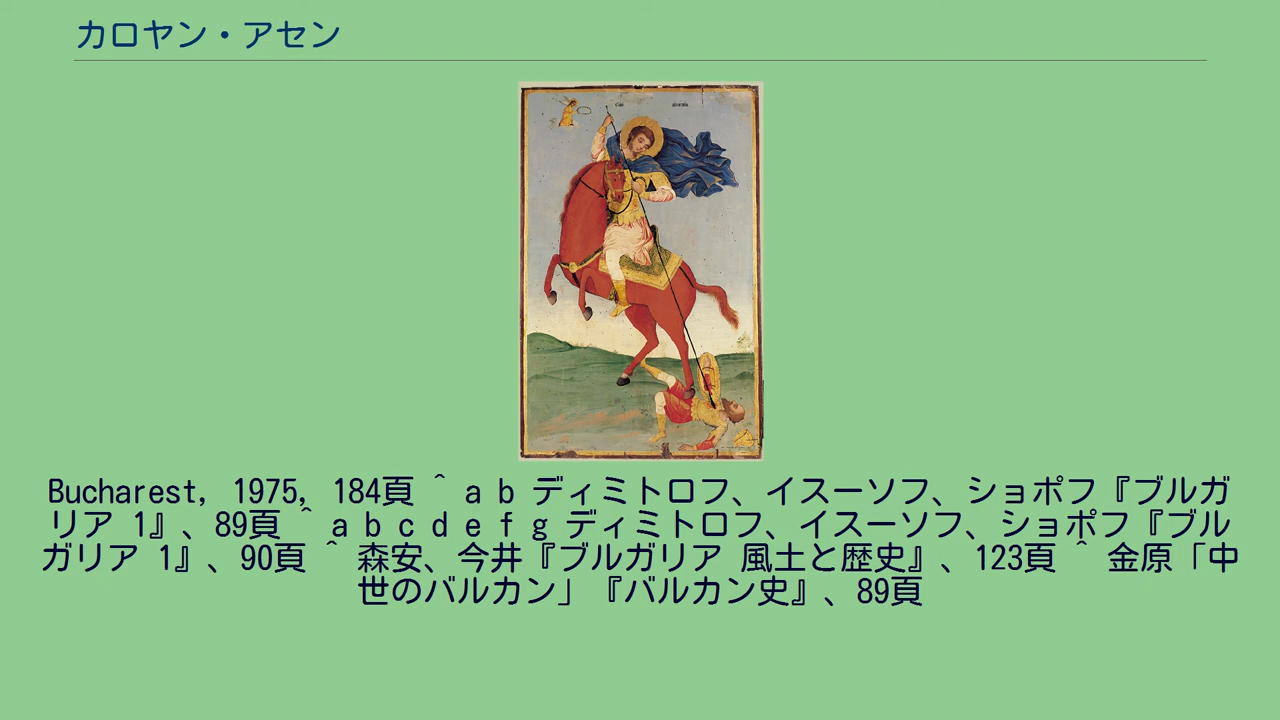 カロヤン・アセン
Bucharest, 1975, 184頁 ^ a b ディミトロフ、イスーソフ、ショポフ『ブルガ
リア 1』、89頁 ^ a b c d e f g ディミトロフ、イスーソフ、ショポフ『ブル
ガリア 1』、90頁 ^ 森安、今井『ブルガリア 風土と歴史』、123頁 ^ 金原「中
世のバルカン」『バルカン史』、89頁